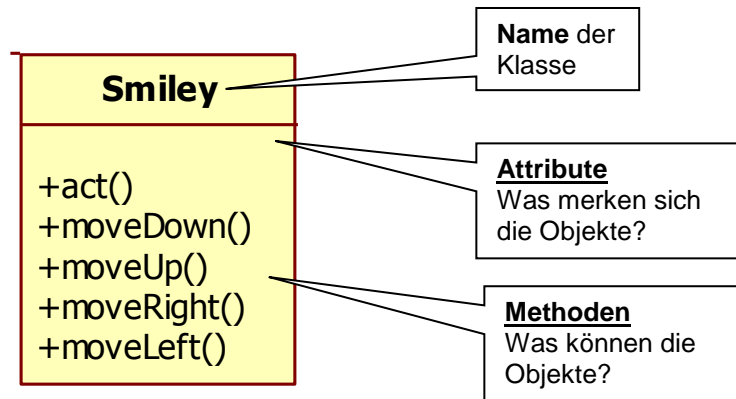 Smiley
+act()
+moveDown()
+moveUp()
+moveRight()
+moveLeft()
Name der
Klasse
Attribute
Was merken sich
die Objekte?
Methoden
Was können die
Objekte?